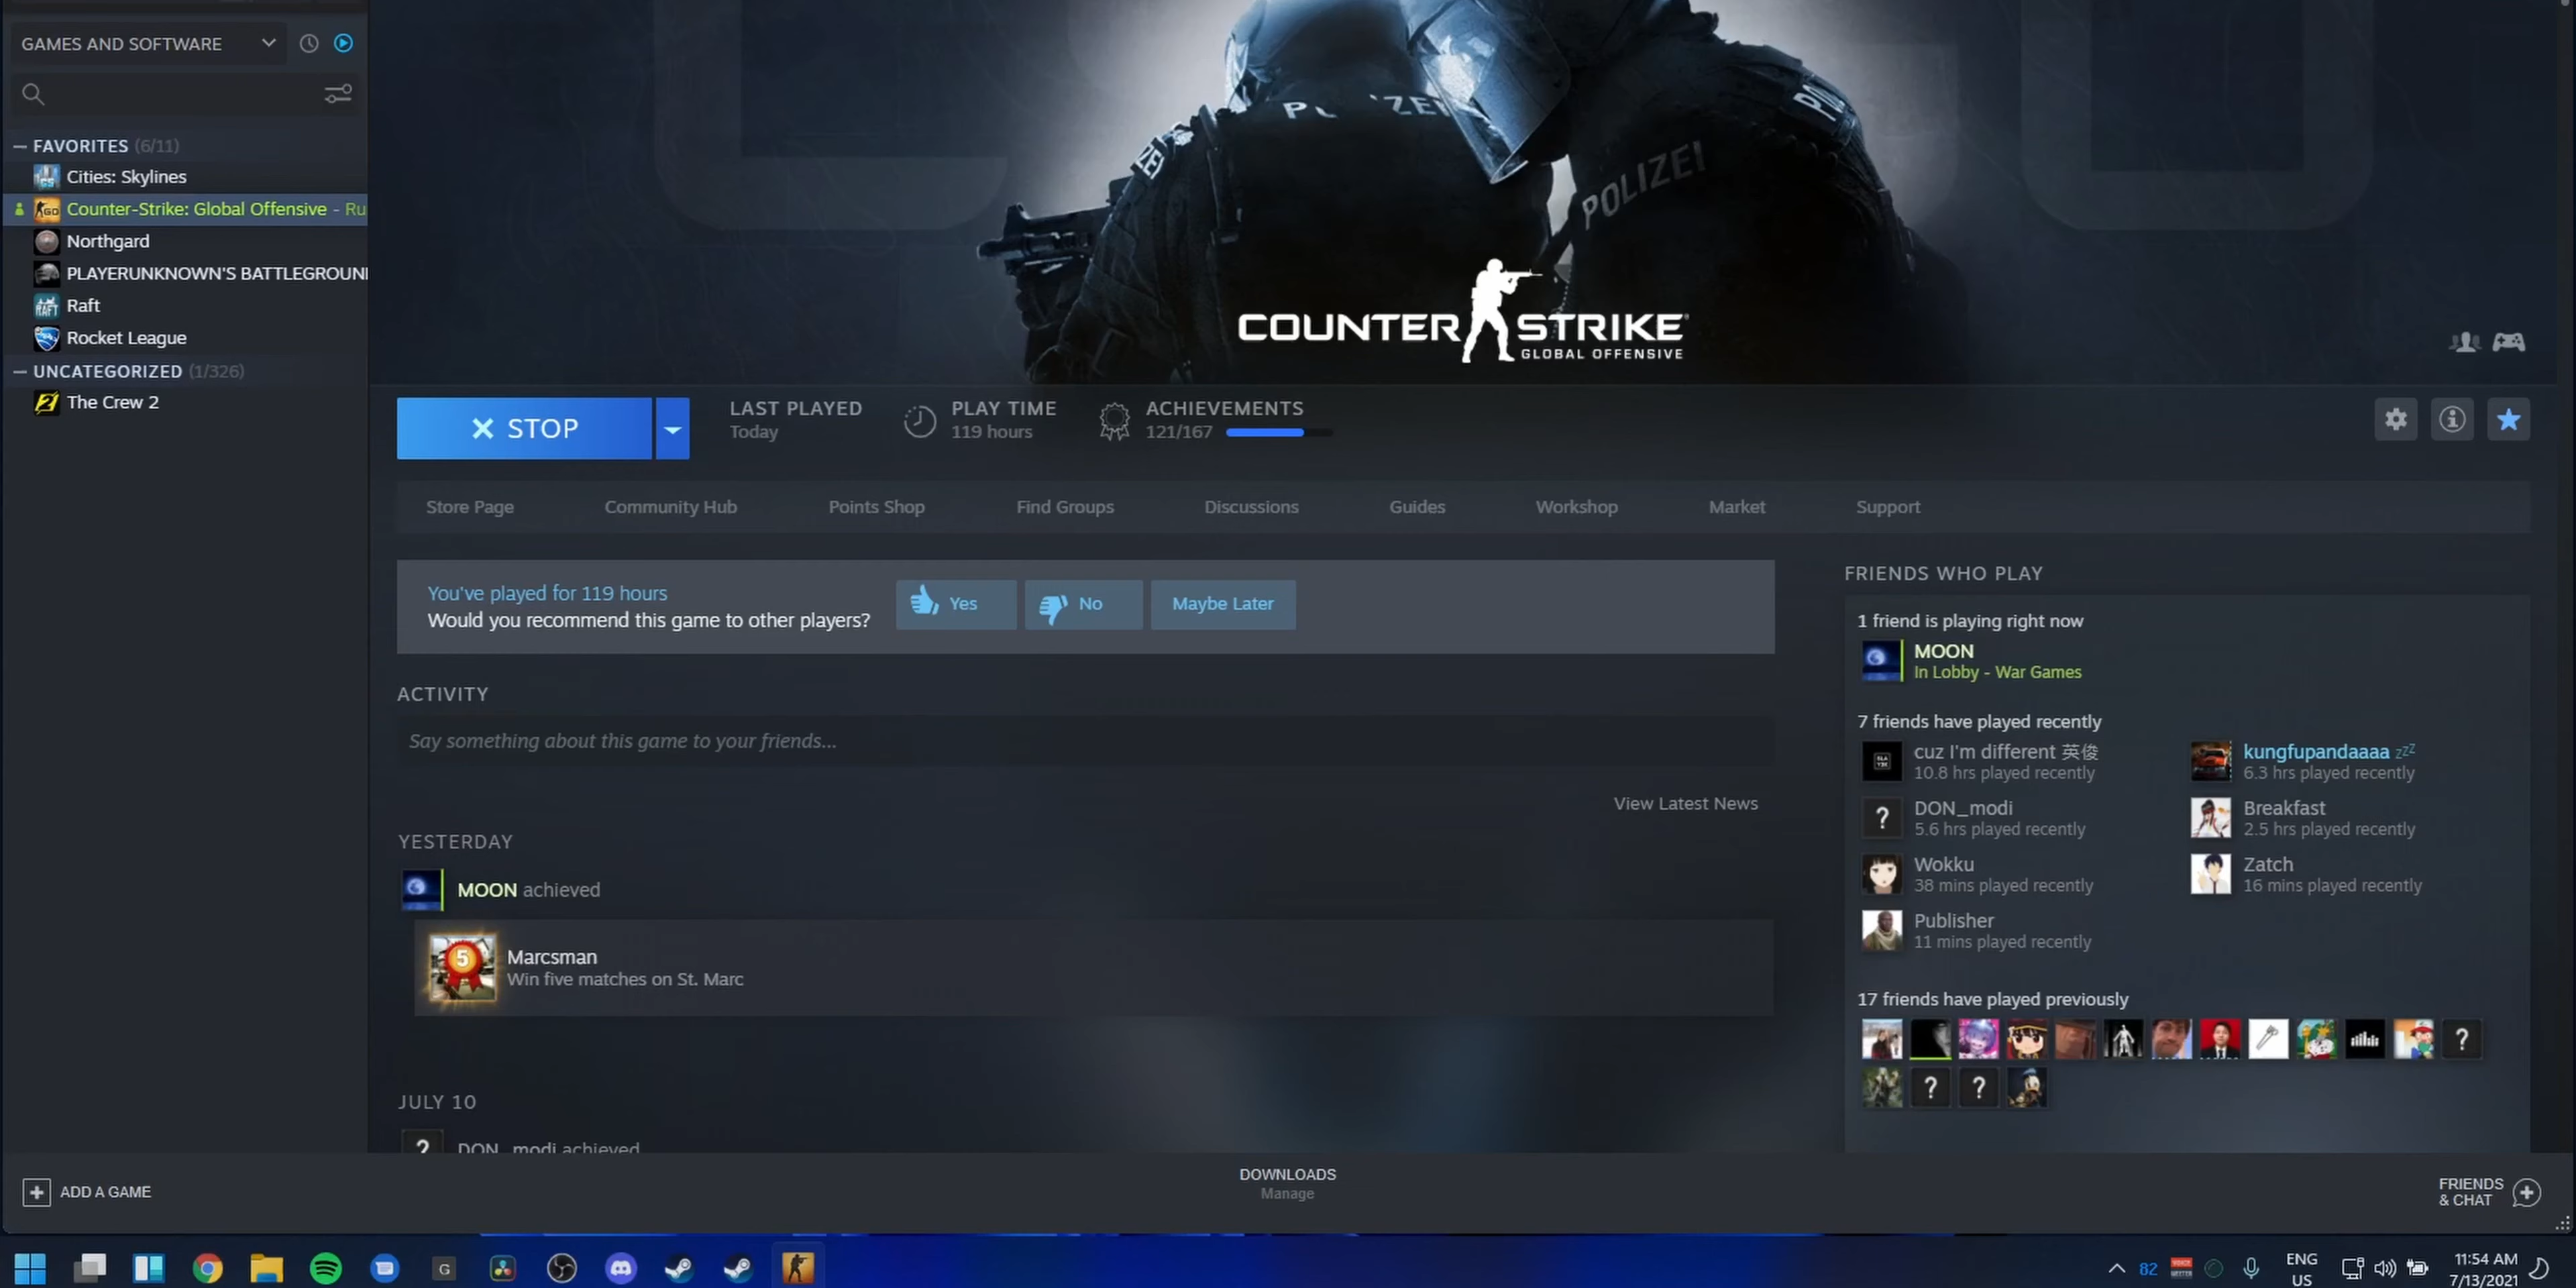 GAMES AND SOFTWARE
FAVORITES (6/11)
Cities: Skylines
Counter-Strike: Global Offensive - Ru
Northgard
PLAYERUNKNOWN'S BATTLEGROUN
Raft
Rocket League
UNCATEGORIZED (1/326)
The Crew 2
POLIZEI
COUNTER STRIKE
GLOBAL OFFENSIVE
STOP
LAST PLAYED
Today
PLAY TIME
119 hours
ACHIEVEMENTS
121/167
Store Page
Community Hub
Points Shop
Find Groups
Discussions
Guides
Workshop
Market
Support
You've played for 119 hours
Would you recommend this game to other players?
Yes
No
Maybe Later
ACTIVITY
Say something about this game to your friends...
View Latest News
YESTERDAY
MOON achieved
5
Marcsman
Win five matches on St. Marc
JULY 10
? DON_modi achieved
FRIENDS WHO PLAY
1 friend is playing right now
MOON
In Lobby - War Games
7 friends have played recently
cuz I'm different 英俊
10.8 hrs played recently
kungfupandaaaa zzZ
6.3 hrs played recently
? DON_modi
5.6 hrs played recently
Breakfast
2.5 hrs played recently
Wokku
38 mins played recently
Zatch
16 mins played recently
Publisher
11 mins played recently
17 friends have played previously
?
? ?
ADD A GAME
DOWNLOADS
Manage
FRIENDS
& CHAT
G
82
ENG
US
11:54 AM
7/13/2021